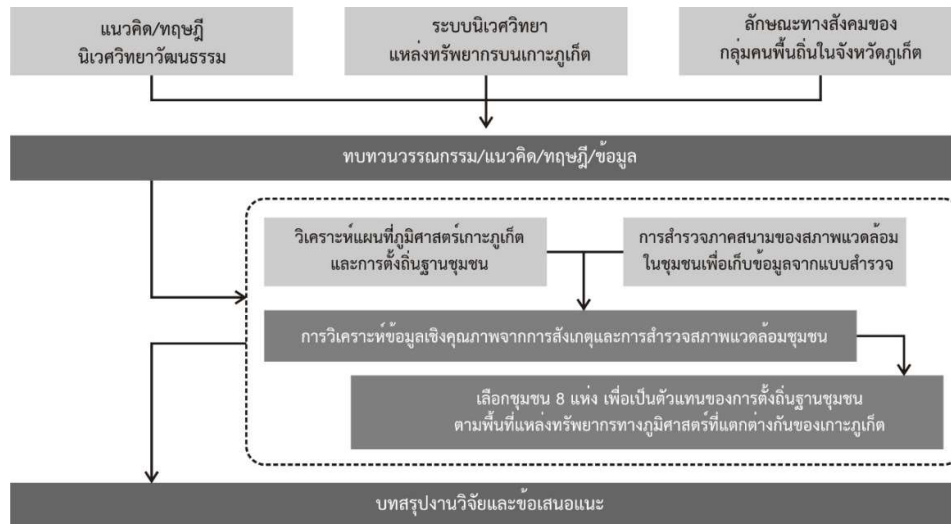 แนวคิด/ทฤษฎี
นิเวศวิทยาวัฒนธรรม
ระบบนิเวศวิทยา
แหล่งทรัพยากรบนเกาะภูเก็ต
ลักษณะทางสังคมของ
กลุ่มคนพื้นถิ่นในจังหวัดภูเก็ต
ทบทวนวรรณกรรม/แนวคิด/ทฤษฎี/ข้อมูล
วิเคราะห์แผนที่ภูมิศาสตร์เกาะภูเก็ต
และการตั้งถิ่นฐานชุมชน
การสำรวจภาคสนามของสภาพแวดล้อม
ในชุมชนเพื่อเก็บข้อมูลจากแบบสำรวจ
การวิเคราะห์ข้อมูลเชิงคุณภาพจากการสังเกตุและการสำรวจสภาพแวดล้อมชุมชน
เลือกชุมชน 8 แห่ง เพื่อเป็นตัวแทนของการตั้งถิ่นฐานชุมชน
ตามพื้นที่แหล่งทรัพยากรทางภูมิศาสตร์ที่แตกต่างกันของเกาะภูเก็ต
บทสรุปงานวิจัยและข้อเสนอแนะ